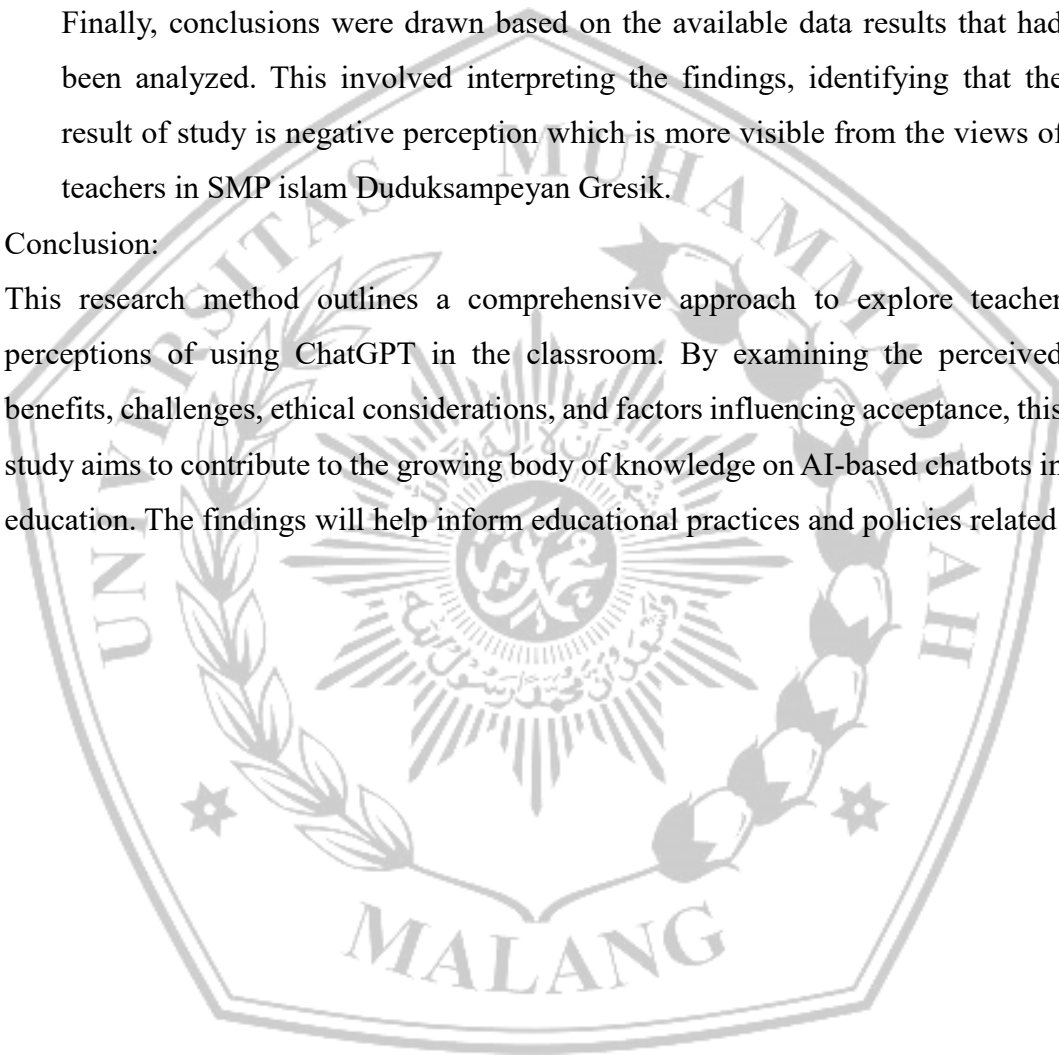 Finally, conclusions were drawn based on the available data results that had
been analyzed. This involved interpreting the findings, identifying that the
result of study is negative perception which is more visible from the views of
teachers in SMP islam Duduksampeyan Gresik.
Conclusion:
This research method outlines a comprehensive approach to explore teacher
perceptions of using ChatGPT in the classroom. By examining the perceived
benefits, challenges, ethical considerations, and factors influencing acceptance, this
study aims to contribute to the growing body of knowledge on AI-based chatbots in
education. The findings will help inform educational practices and policies related
UNIVERSITAS MUHAMMADIYAH
MALANG